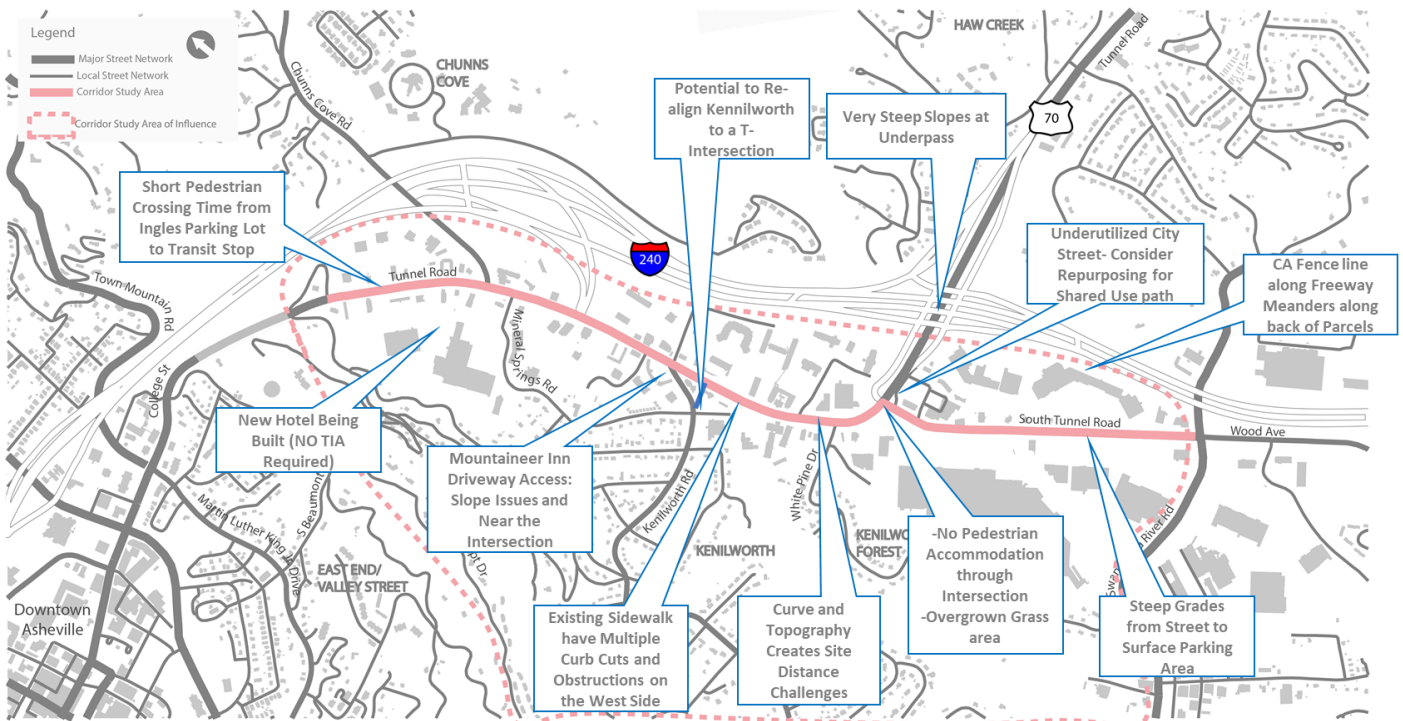 Legend
Major Street Network
Local Street Network
Corridor Study Area
Corridor Study Area of Influence
HAW CREEK
Tunnel Road
CHUNNS
COVE
Chunns Cove Rd
Potential to Re-
align Kennilworth
to a T-
Intersection
Very Steep Slopes at
Underpass
70
Short Pedestrian
Crossing Time from
Ingles Parking Lot
to Transit Stop
Underutilized City
Street- Consider
Repurposing for
Shared Use path
240
CA Fence line
along Freeway
Meanders along
back of Parcels
Town Mountain Rd
Tunnel Road
Mineral Springs Rd
College St
New Hotel Being
Built (NO TIA
Required)
South Tunnel Road
Wood Ave
Mountaineer Inn
Driveway Access:
Slope Issues and
Near the
Intersection
White Pine Dr
Kenilworth Rd
S Beaumont
Martin Luther King Jr Drive
KENILWORTH
KENILWO
FOREST
-No Pedestrian
Accommodation
through
Intersection
-Overgrown Grass
area
River Rd
Swan
pt Dr
EAST END/
VALLEY STREET
Downtown
Asheville
Existing Sidewalk
have Multiple
Curb Cuts and
Obstructions on
the West Side
Curve and
Topography
Creates Site
Distance
Challenges
Steep Grades
from Street to
Surface Parking
Area